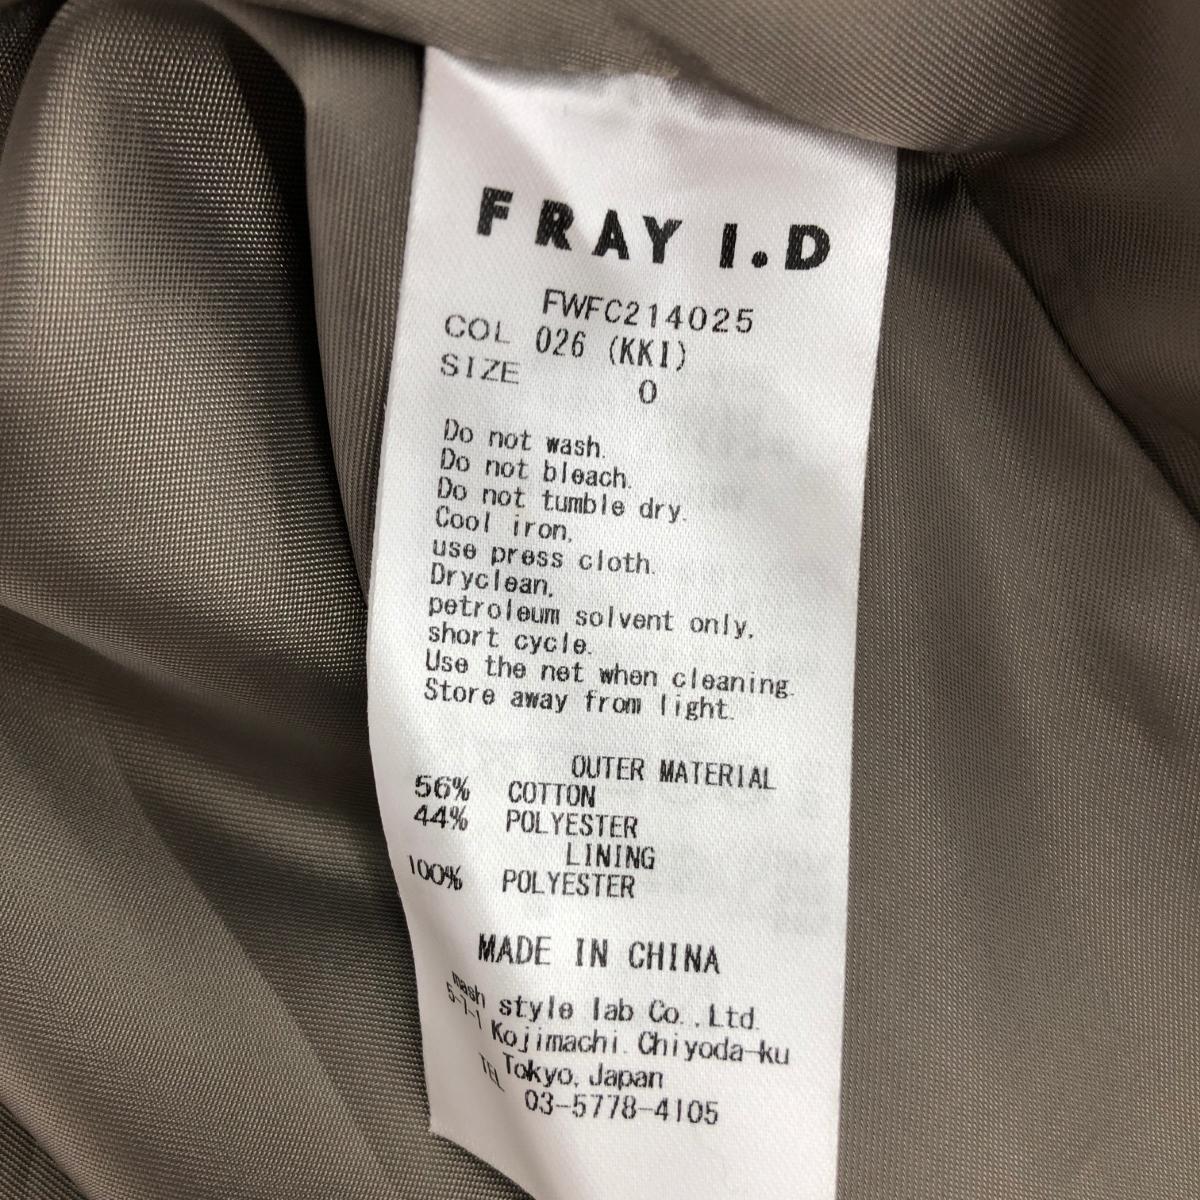 FRAY I.D
FWFC214025
COL 026 (KKI)
SIZE 0
Do not wash.
Do not bleach.
Do not tumble dry.
Cool iron.
use press cloth.
Dryclean.
petroleum solvent only.
short cycle.
Use the net when cleaning.
Store away from light.
OUTER MATERIAL
56% COTTON
44% POLYESTER
LINING
100% POLYESTER
MADE IN CHINA
mash style lab Co.,Ltd.
5-7-1 Kojimachi. Chiyoda-ku
Tokyo, Japan
TEL 03-5778-4105